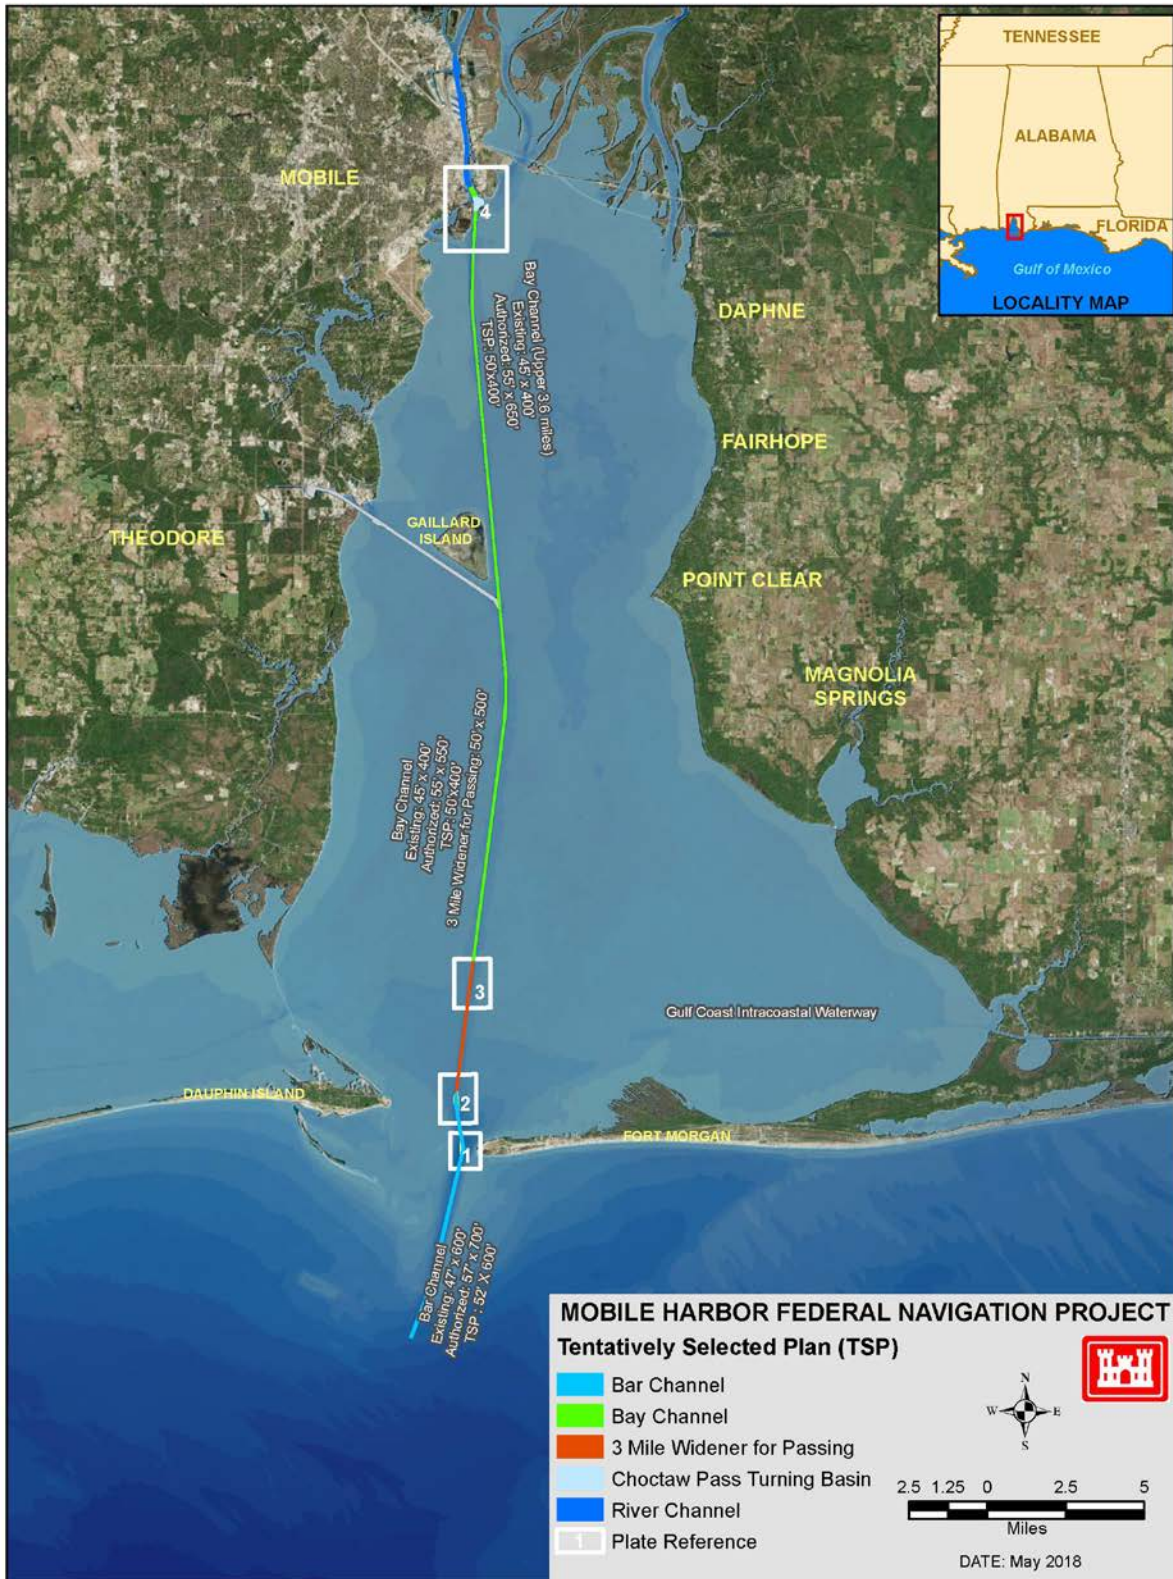 TENNESSEE
ALABAMA
FLORIDA
Gulf of Mexico
LOCALITY MAP
MOBILE
4
Bay Channel (Upper 3.6 miles)
Existing: 45' x 400'
Authorized: 55' x 650'
TSP: 50'x400'
DAPHNE
FAIRHOPE
GAILLARD
ISLAND
THEODORE
POINT CLEAR
MAGNOLIA
SPRINGS
Bay Channel
Existing: 45' x 400'
Authorized: 55' x 550'
TSP: 50'x400'
3 Mile Widener for Passing: 50' x 500'
3
Gulf Coast Intracoastal Waterway
DAUPHIN ISLAND
2
FORT MORGAN
1
Bar Channel
Existing: 47' x 600'
Authorized: 57' x 700'
TSP : 52' X 600'
MOBILE HARBOR FEDERAL NAVIGATION PROJECT
Tentatively Selected Plan (TSP)
Bar Channel
Bay Channel
3 Mile Widener for Passing
Choctaw Pass Turning Basin
River Channel
1 Plate Reference
N
W E
S
2.5 1.25 0 2.5 5
Miles
DATE: May 2018